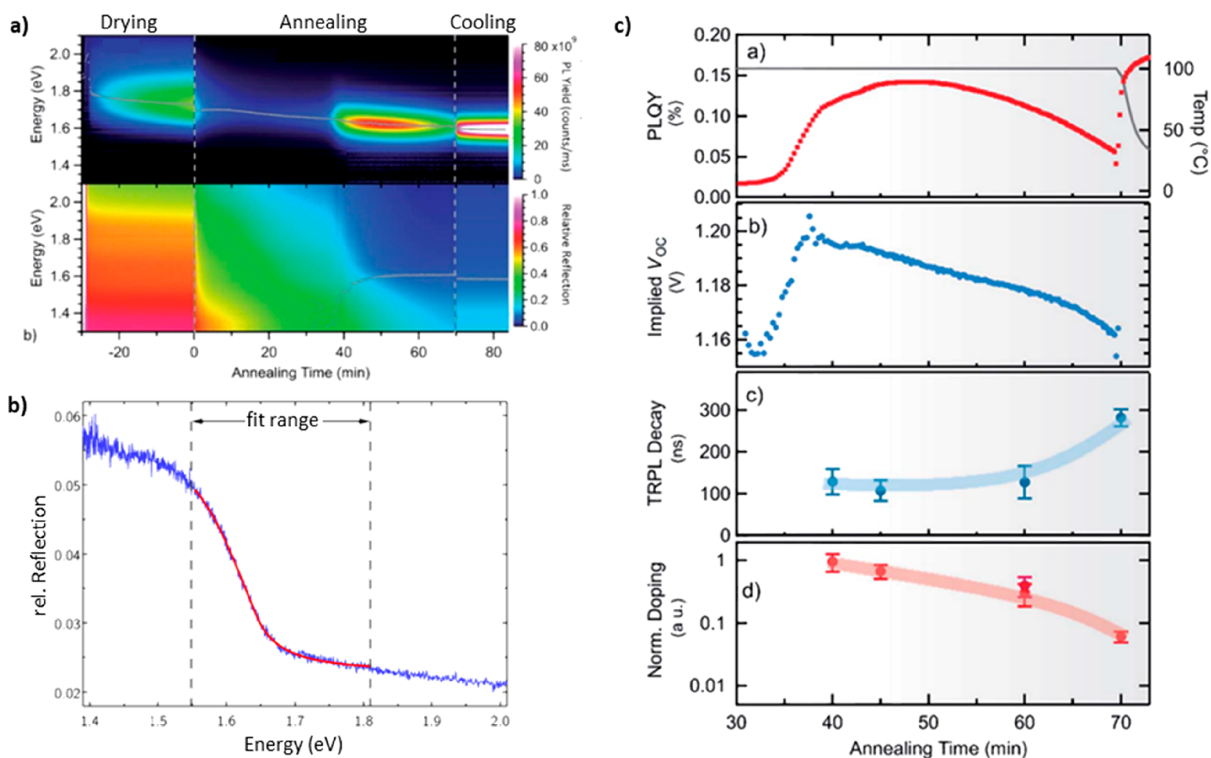 a)
Drying
Annealing
Cooling
Energy (eV)
2.1
2.0
1.8
1.6
1.4
PL Yield (counts/ms)
80 x10⁹
60
40
20
0
Energy (eV)
2.0
1.8
1.6
1.4
Relative Reflection
1.0
0.8
0.6
0.4
0.2
0.0
b)
-20
0
20
40
60
80
Annealing Time (min)
b)
rel. Reflection
0.06
0.05
0.04
0.03
0.02
fit range
1.4
1.5
1.6
1.7
1.8
1.9
2.0
Energy (eV)
c)
a)
PLQY (%)
0.20
0.15
0.10
0.05
0.00
Temp (°C)
100
50
0
b)
Implied VOC (V)
1.20
1.18
1.16
c)
TRPL Decay (ns)
300
200
100
0
d)
Norm. Doping (a u.)
1
0.1
0.01
30
40
50
60
70
Annealing Time (min)